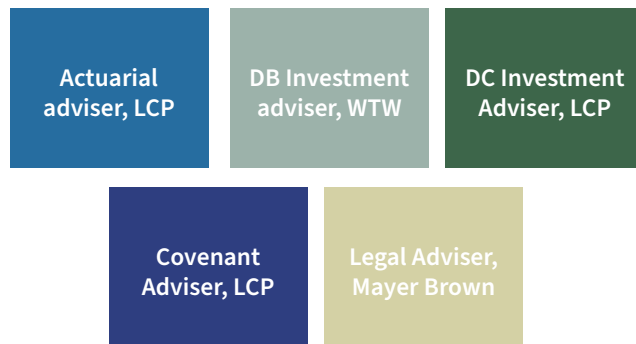 Actuarial
adviser, LCP
DB Investment
adviser, WTW
DC Investment
Adviser, LCP
Covenant
Adviser, LCP
Legal Adviser,
Mayer Brown